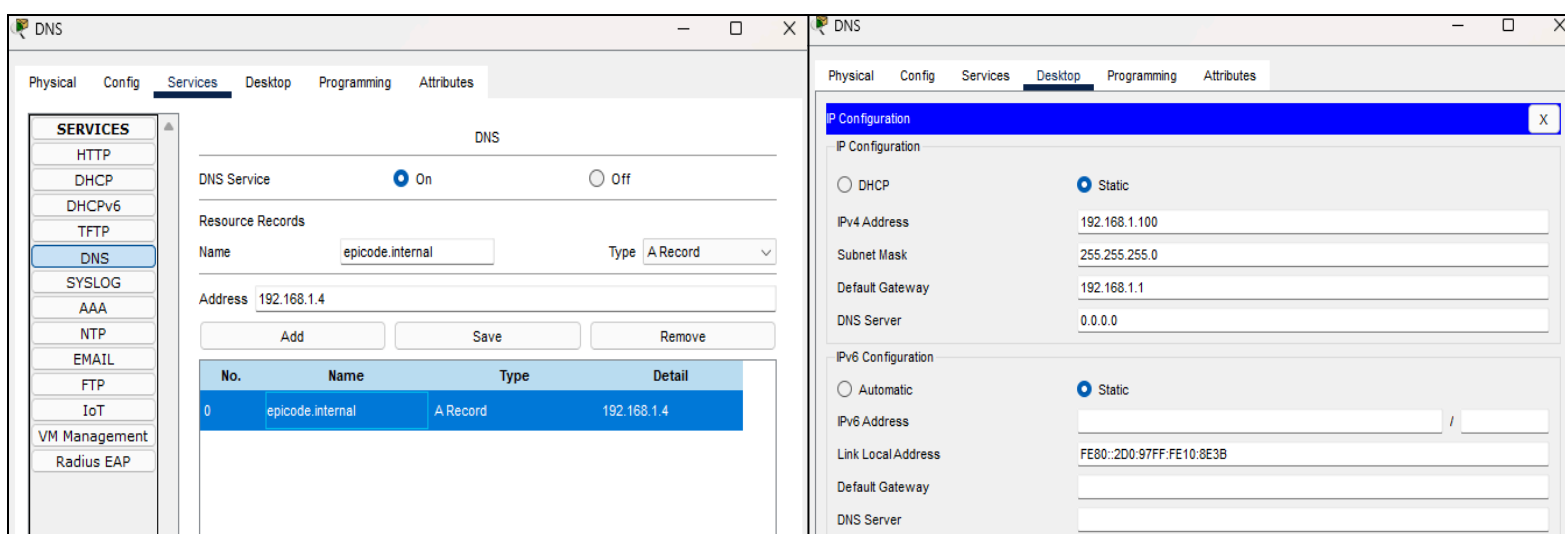 DNS
Physical Config Services Desktop Programming Attributes
SERVICES
HTTP
DHCP
DHCPv6
TFTP
DNS
SYSLOG
AAA
NTP
EMAIL
FTP
IoT
VM Management
Radius EAP
DNS
DNS Service On Off
Resource Records
Name epicode.internal Type A Record
Address 192.168.1.4
Add Save Remove
No. Name Type Detail
0 epicode.internal A Record 192.168.1.4
DNS
Physical Config Services Desktop Programming Attributes
IP Configuration X
IP Configuration
DHCP Static
IPv4 Address 192.168.1.100
Subnet Mask 255.255.255.0
Default Gateway 192.168.1.1
DNS Server 0.0.0.0
IPv6 Configuration
Automatic Static
IPv6 Address /
Link Local Address FE80::2D0:97FF:FE10:8E3B
Default Gateway
DNS Server